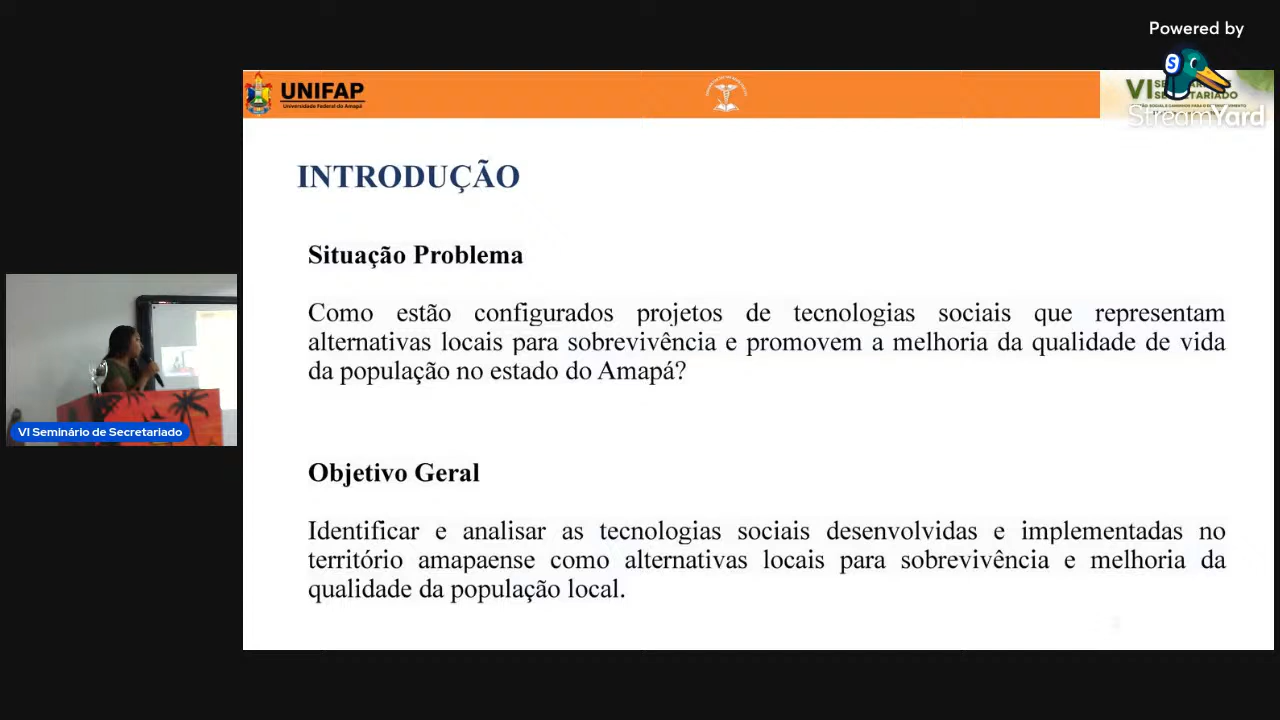 Powered by
StreamYard
UNIFAP
Universidade Federal do Amapá
VI
INTRODUÇÃO
Situação Problema
Como estão configurados projetos de tecnologias sociais que representam
alternativas locais para sobrevivência e promovem a melhoria da qualidade de vida
da população no estado do Amapá?
Objetivo Geral
Identificar e analisar as tecnologias sociais desenvolvidas e implementadas no
território amapaense como alternativas locais para sobrevivência e melhoria da
qualidade da população local.
VI Seminário de Secretariado